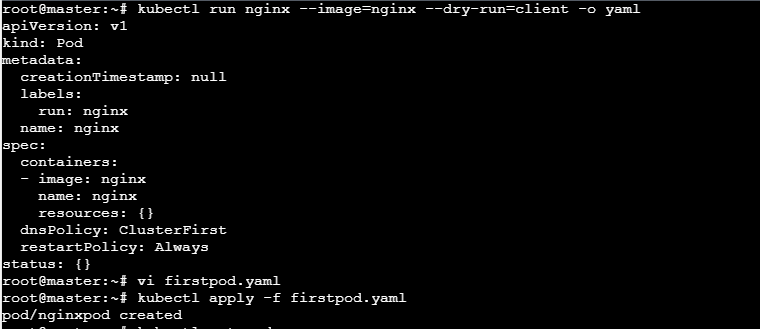 root@master:~# kubectl run nginx --image=nginx --dry-run=client -o yaml
apiVersion: v1
kind: Pod
metadata:
  creationTimestamp: null
  labels:
    run: nginx
  name: nginx
spec:
  containers:
  - image: nginx
    name: nginx
    resources: {}
  dnsPolicy: ClusterFirst
  restartPolicy: Always
status: {}
root@master:~# vi firstpod.yaml
root@master:~# kubectl apply -f firstpod.yaml
pod/nginxpod created